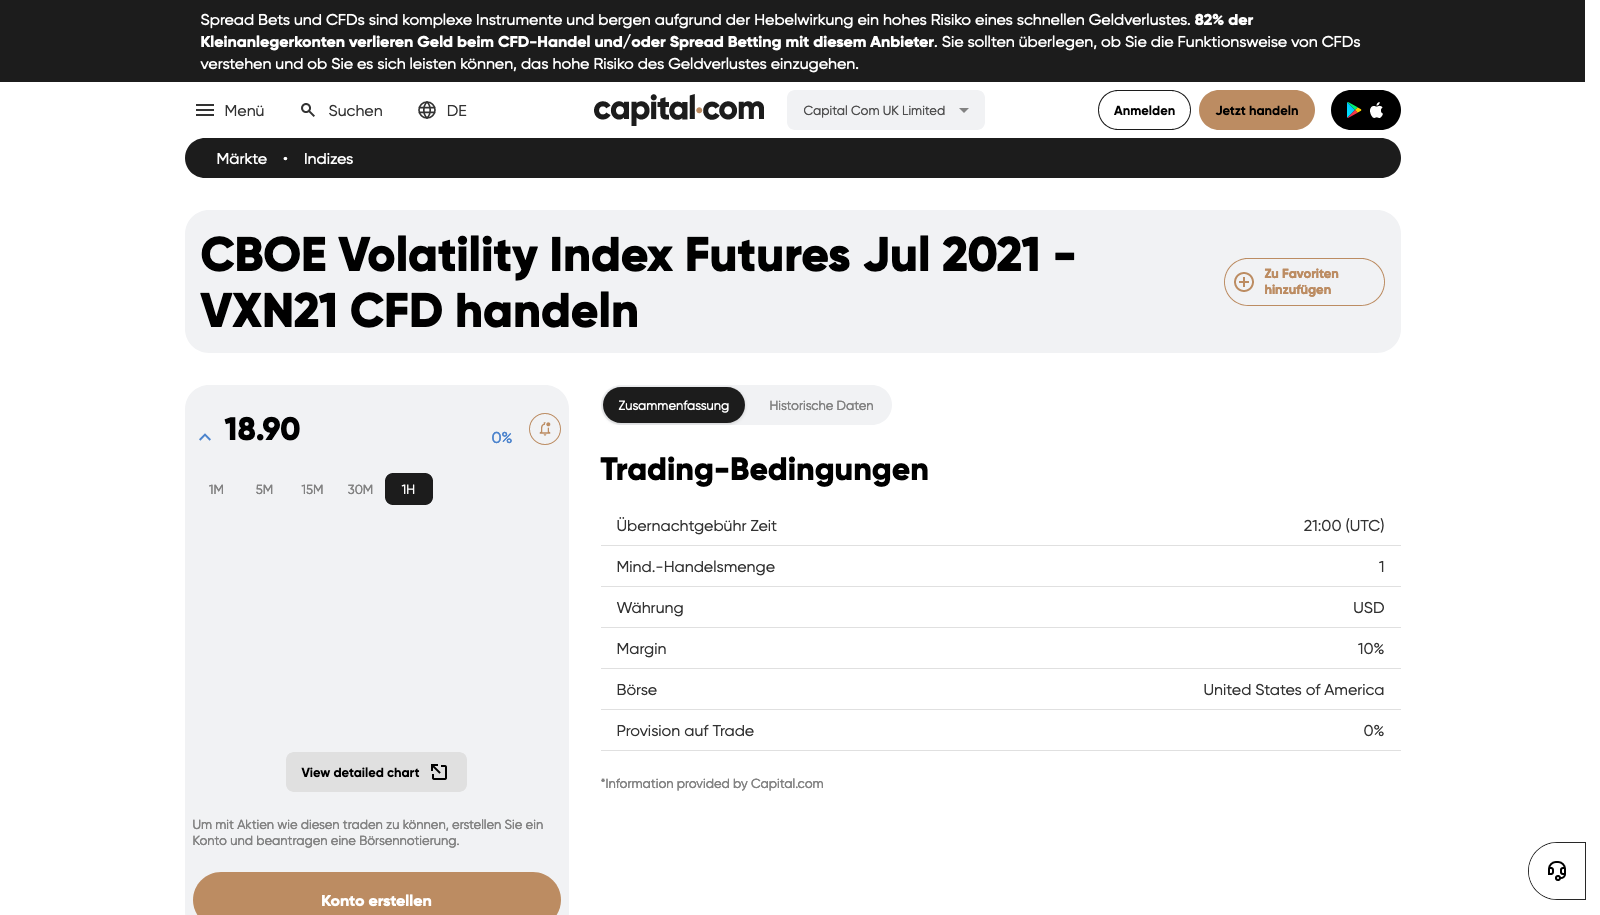 Spread Bets und CFDs sind komplexe Instrumente und bergen aufgrund der Hebelwirkung ein hohes Risiko eines schnellen Geldverlustes. 82% der
Kleinanlegerkonten verlieren Geld beim CFD-Handel und/oder Spread Betting mit diesem Anbieter. Sie sollten überlegen, ob Sie die Funktionsweise von CFDs
verstehen und ob Sie es sich leisten können, das hohe Risiko des Geldverlustes einzugehen.
Menü Suchen DE capital.com Capital Com UK Limited Anmelden Jetzt handeln
Märkte • Indizes
CBOE Volatility Index Futures Jul 2021 -
VXN21 CFD handeln
Zu Favoriten
hinzufügen
18.90 0%
1M 5M 15M 30M 1H
View detailed chart
Um mit Aktien wie diesen traden zu können, erstellen Sie ein
Konto und beantragen eine Börsennotierung.
Konto erstellen
Zusammenfassung Historische Daten
Trading-Bedingungen
Übernachtgebühr Zeit 21:00 (UTC)
Mind.-Handelsmenge 1
Währung USD
Margin 10%
Börse United States of America
Provision auf Trade 0%
*Information provided by Capital.com